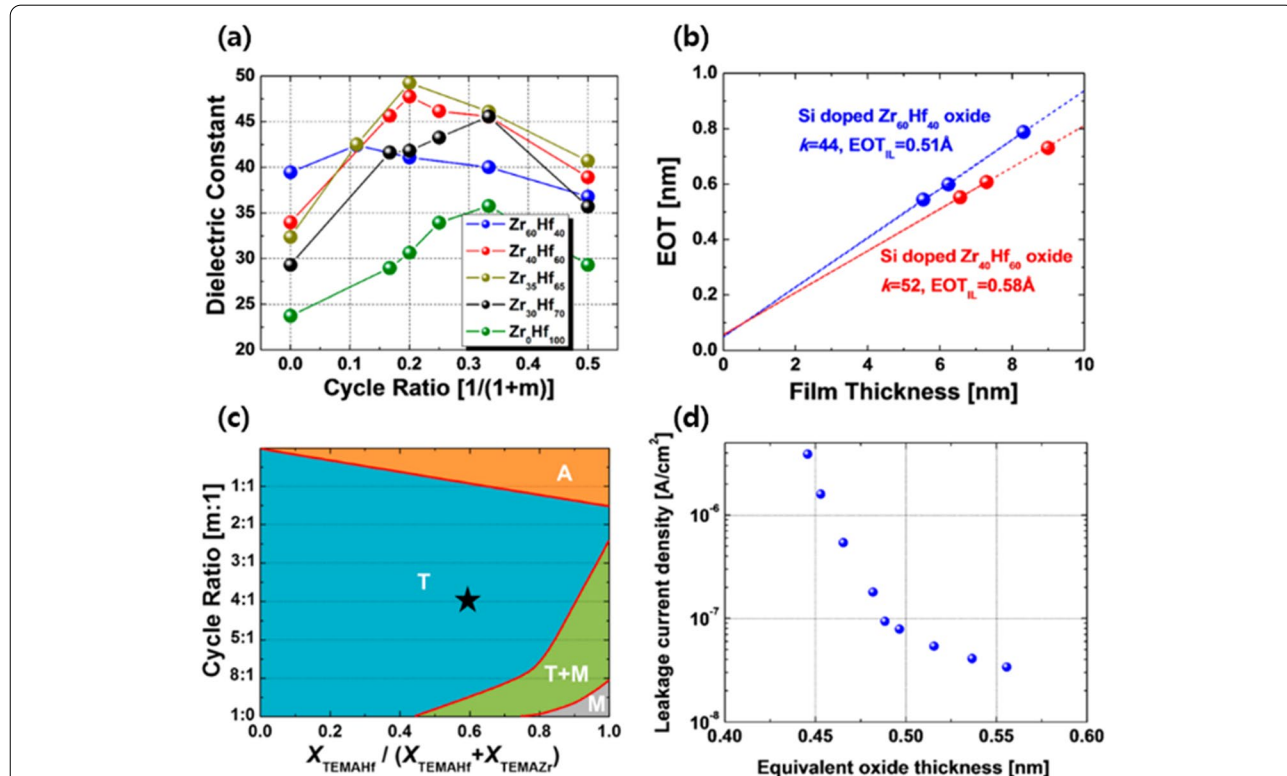 (a)
50
45
40
35
30
25
20
Dielectric Constant
0.0 0.1 0.2 0.3 0.4 0.5
Cycle Ratio [1/(1+m)]
Zr60Hf40
Zr40Hf60
Zr35Hf65
Zr30Hf70
Zr0Hf100
(b)
1.0
0.8
0.6
0.4
0.2
0.0
EOT [nm]
Si doped Zr60Hf40 oxide
k=44, EOTIL=0.51Å
Si doped Zr40Hf60 oxide
k=52, EOTIL=0.58Å
0 2 4 6 8 10
Film Thickness [nm]
(c)
Cycle Ratio [m:1]
1:1
2:1
3:1
4:1
5:1
8:1
1:0
A
T
T+M
M
0.0 0.2 0.4 0.6 0.8 1.0
XTEMAHf / (XTEMAHf+XTEMAZr)
(d)
Leakage current density [A/cm2]
10-6
10-7
10-8
0.40 0.45 0.50 0.55 0.60
Equivalent oxide thickness [nm]